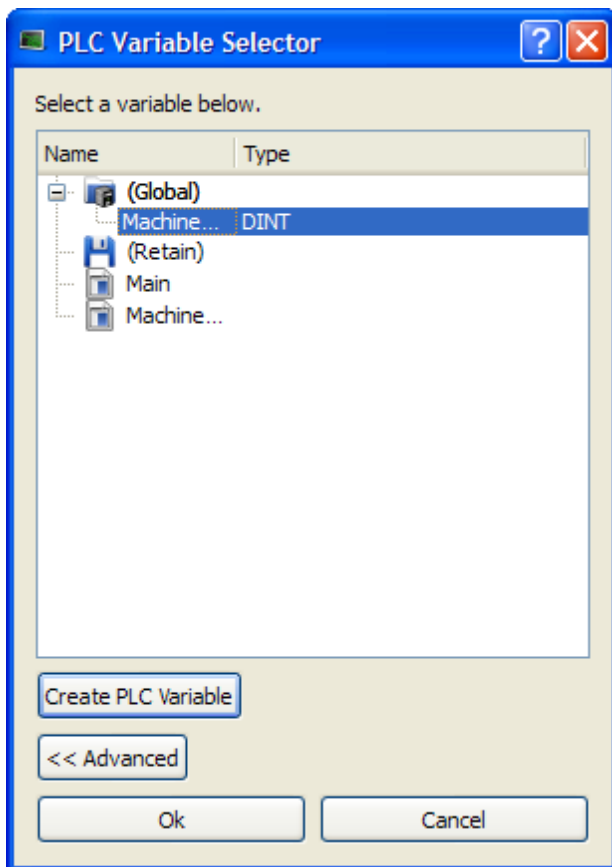 PLC Variable Selector
Select a variable below.
Name Type
(Global)
Machine... DINT
(Retain)
Main
Machine...
Create PLC Variable
<< Advanced
Ok Cancel